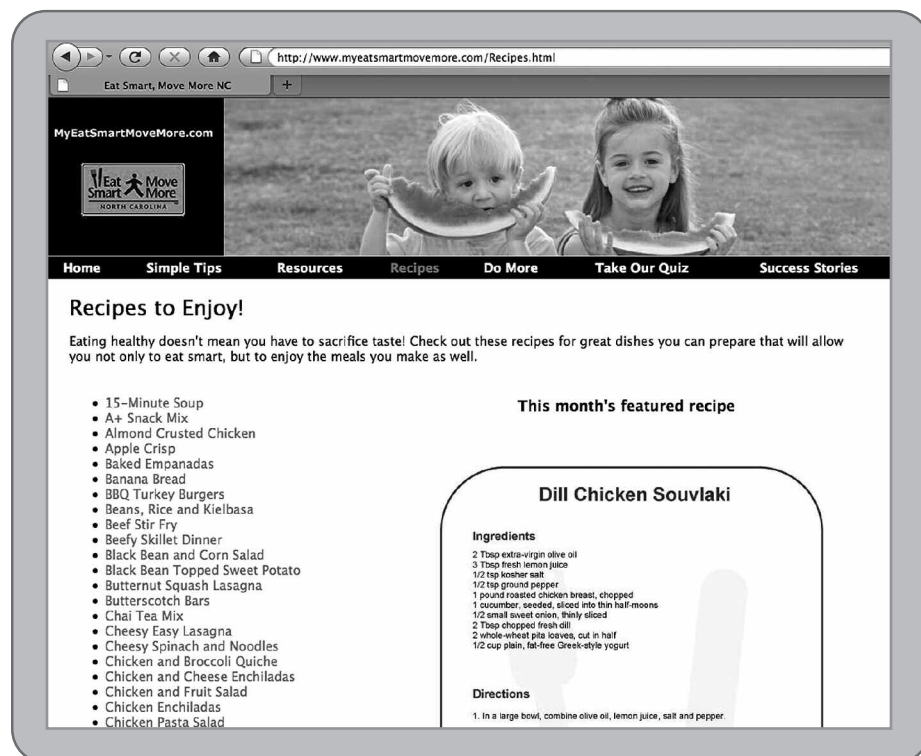 http://www.myeatsmartmovemore.com/Recipes.html
Eat Smart, Move More NC
MyEatSmartMoveMore.com
Eat Smart Move More
NORTH CAROLINA
Home Simple Tips Resources Recipes Do More Take Our Quiz Success Stories
Recipes to Enjoy!
Eating healthy doesn't mean you have to sacrifice taste! Check out these recipes for great dishes you can prepare that will allow
you not only to eat smart, but to enjoy the meals you make as well.
• 15-Minute Soup
• A+ Snack Mix
• Almond Crusted Chicken
• Apple Crisp
• Baked Empanadas
• Banana Bread
• BBQ Turkey Burgers
• Beans, Rice and Kielbasa
• Beef Stir Fry
• Beefy Skillet Dinner
• Black Bean and Corn Salad
• Black Bean Topped Sweet Potato
• Butternut Squash Lasagna
• Butterscotch Bars
• Chai Tea Mix
• Cheesy Easy Lasagna
• Cheesy Spinach and Noodles
• Chicken and Broccoli Quiche
• Chicken and Cheese Enchiladas
• Chicken and Fruit Salad
• Chicken Enchiladas
• Chicken Pasta Salad
This month's featured recipe
Dill Chicken Souvlaki
Ingredients
2 Tbsp extra-virgin olive oil
3 Tbsp fresh lemon juice
1/2 tsp kosher salt
1/2 tsp ground pepper
1 pound roasted chicken breast, chopped
1 cucumber, seeded, sliced into thin half-moons
1/2 small sweet onion, thinly sliced
2 Tbsp chopped fresh dill
2 whole-wheat pita loaves, cut in half
1/2 cup plain, fat-free Greek-style yogurt
Directions
1. In a large bowl, combine olive oil, lemon juice, salt and pepper.